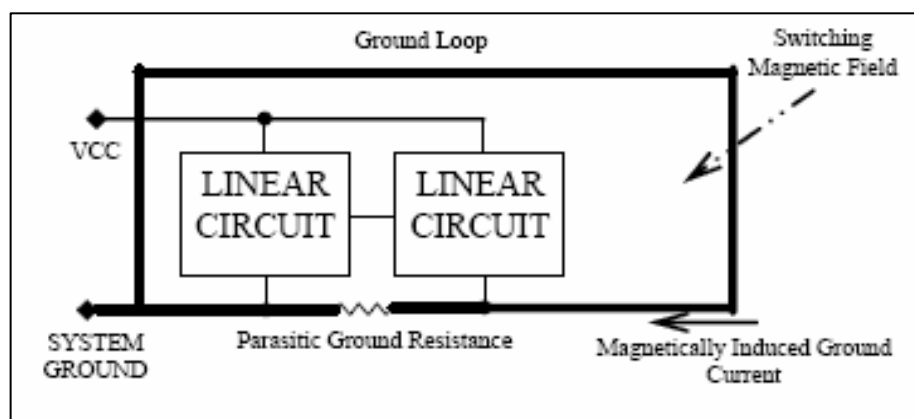 Ground Loop
Switching
Magnetic Field
VCC
LINEAR
CIRCUIT
LINEAR
CIRCUIT
SYSTEM
GROUND
Parasitic Ground Resistance
Magnetically Induced Ground
Current